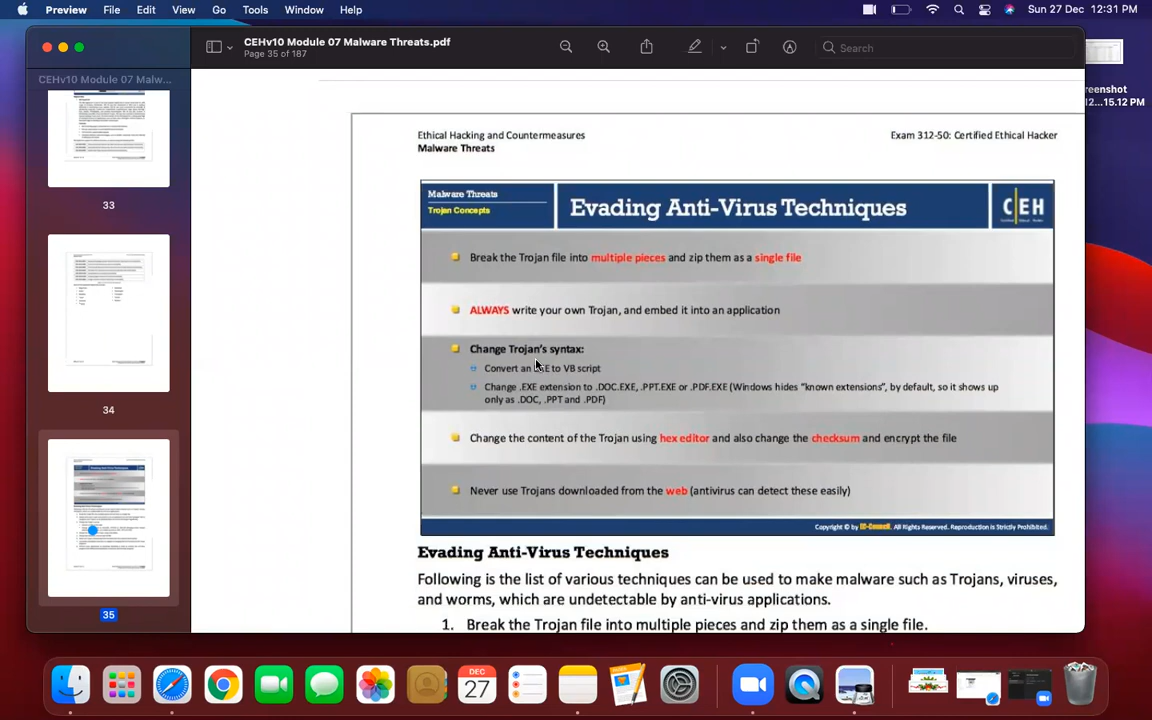 Preview File Edit View Go Tools Window Help Sun 27 Dec 12:31 PM
CEHv10 Module 07 Malware Threats.pdf
Page 35 of 187
Search
CEHv10 Module 07 Malw...
33
34
35
reenshot
12...15.12 PM
Ethical Hacking and Countermeasures Exam 312-50: Certified Ethical Hacker
Malware Threats
Malware Threats
Trojan Concepts
Evading Anti-Virus Techniques
CEH
Break the Trojan file into multiple pieces and zip them as a single file
ALWAYS write your own Trojan, and embed it into an application
Change Trojan's syntax:
Convert an EXE to VB script
Change .EXE extension to .DOC.EXE, .PPT.EXE or .PDF.EXE (Windows hides "known extensions", by default, so it shows up
only as .DOC, .PPT and .PDF)
Change the content of the Trojan using hex editor and also change the checksum and encrypt the file
Never use Trojans downloaded from the web (antivirus can detect these easily)
Copyright © by EC-Council. All Rights Reserved. Reproduction is Strictly Prohibited.
Evading Anti-Virus Techniques
Following is the list of various techniques can be used to make malware such as Trojans, viruses,
and worms, which are undetectable by anti-virus applications.
1. Break the Trojan file into multiple pieces and zip them as a single file.
DEC
27